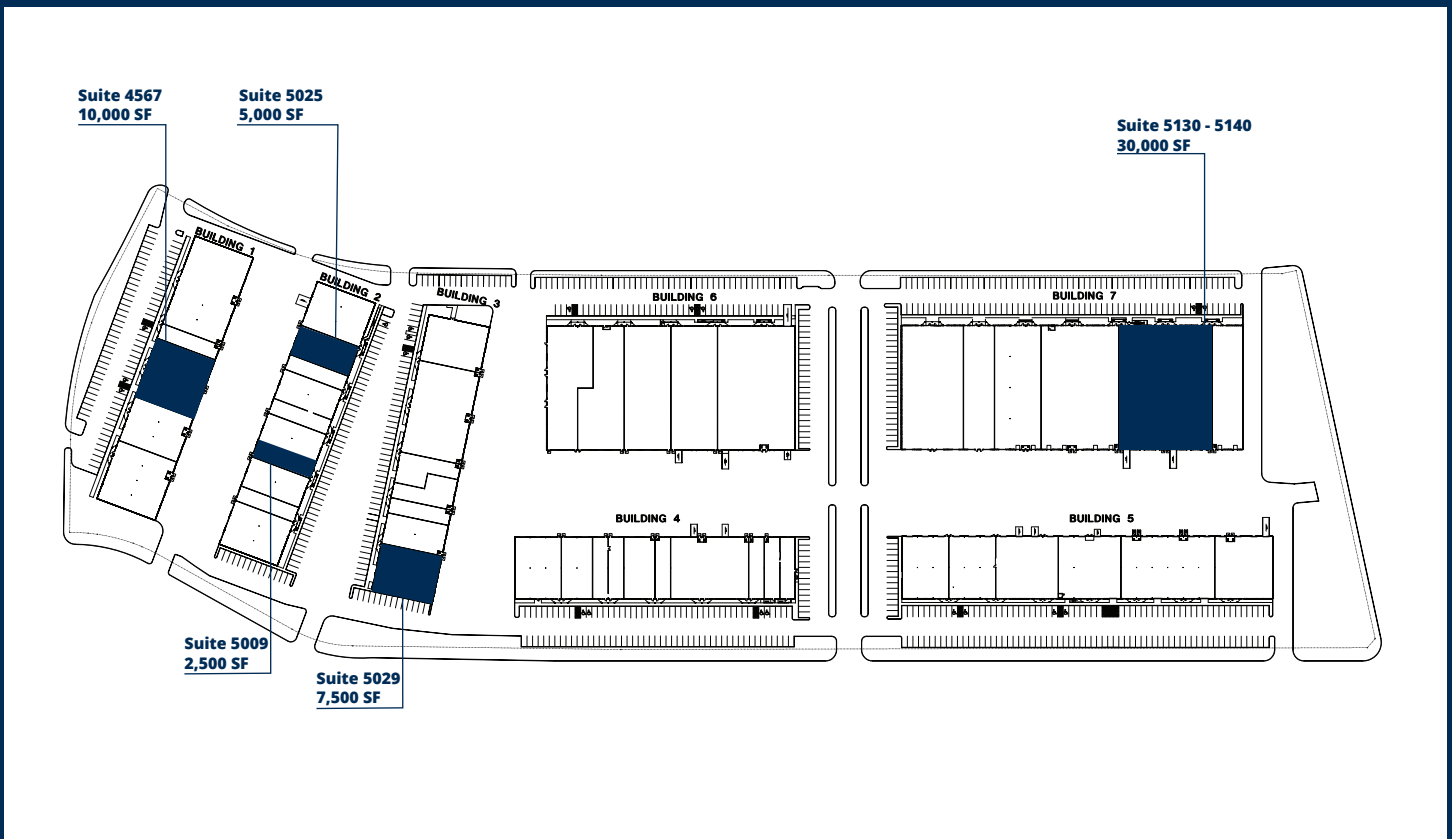 Suite 4567
10,000 SF
Suite 5025
5,000 SF
Suite 5130 - 5140
30,000 SF
BUILDING 1
BUILDING 2
BUILDING 3
BUILDING 6
BUILDING 7
BUILDING 4
BUILDING 5
Suite 5009
2,500 SF
Suite 5029
7,500 SF